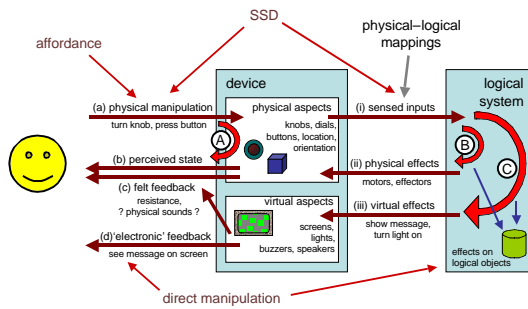 SSD
affordance
physical–logical
mappings
device
logical
system
(a) physical manipulation
turn knob, press button
physical aspects
knobs, dials,
buttons, location,
orientation
A
(i) sensed inputs
B
C
(b) perceived state
(ii) physical effects
motors, effectors
(c) felt feedback
resistance,
? physical sounds ?
virtual aspects
screens,
lights,
buzzers, speakers
(iii) virtual effects
show message,
turn light on
(d)'electronic' feedback
see message on screen
effects on
logical objects
direct manipulation